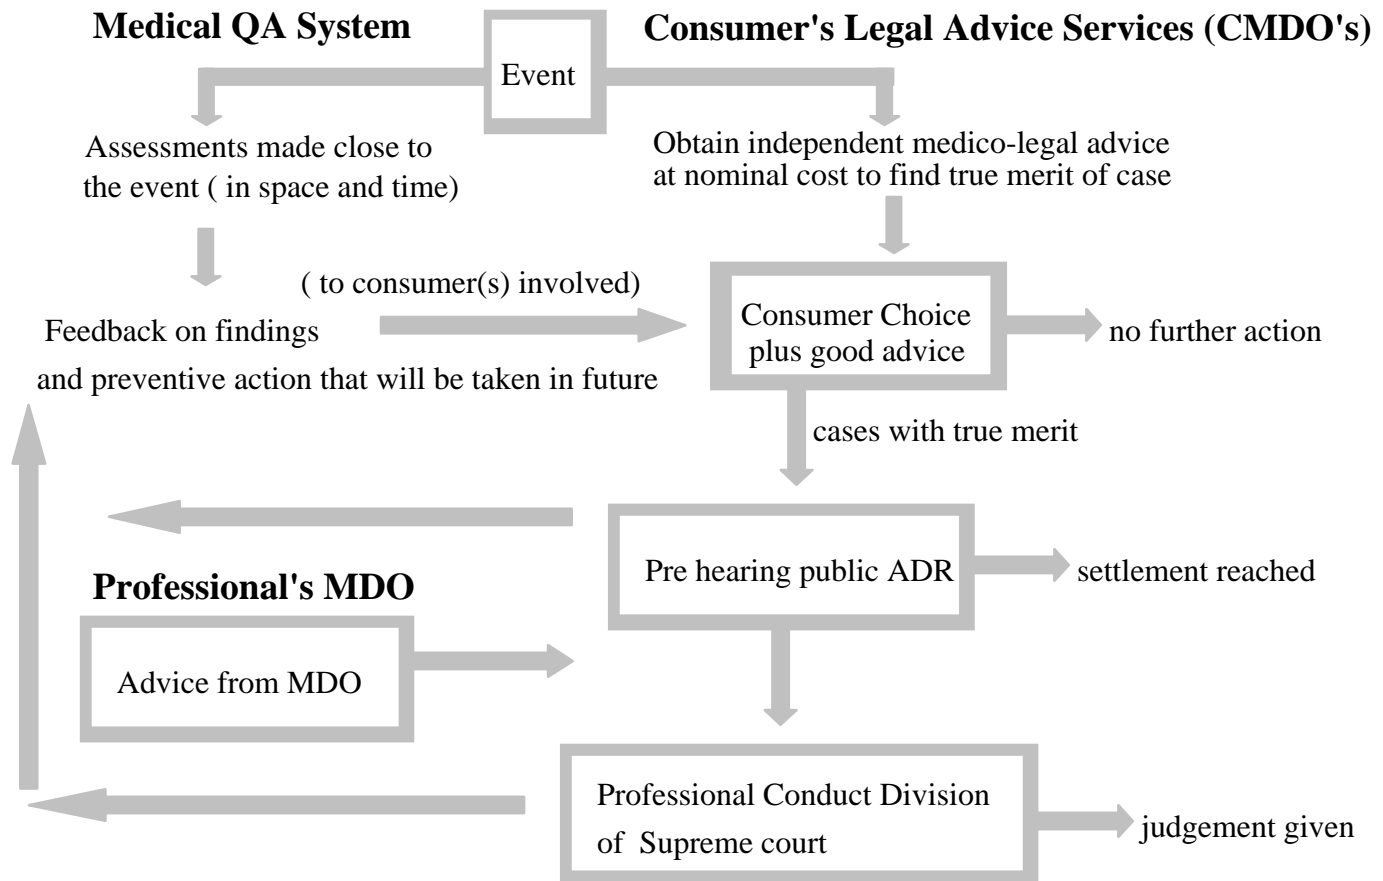 Medical QA System
Consumer's Legal Advice Services (CMDO's)
Event
Assessments made close to
the event ( in space and time)
Obtain independent medico-legal advice
at nominal cost to find true merit of case
( to consumer(s) involved)
Feedback on findings
and preventive action that will be taken in future
Consumer Choice
plus good advice
no further action
cases with true merit
Pre hearing public ADR
settlement reached
Professional's MDO
Advice from MDO
Professional Conduct Division
of Supreme court
judgement given